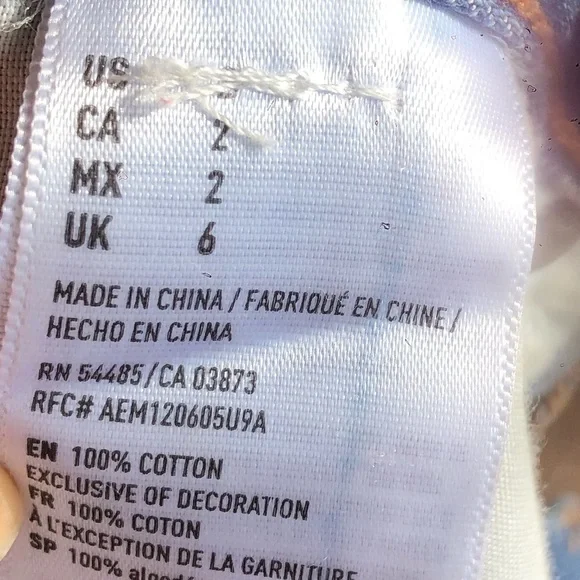 US
CA 2
MX 2
UK 6
MADE IN CHINA / FABRIQUÉ EN CHINE /
HECHO EN CHINA
RN 54485 / CA 03873
RFC# AEM120605U9A
EN 100% COTTON
EXCLUSIVE OF DECORATION
FR 100% COTON
À L'EXCEPTION DE LA GARNITURE
SP 100%